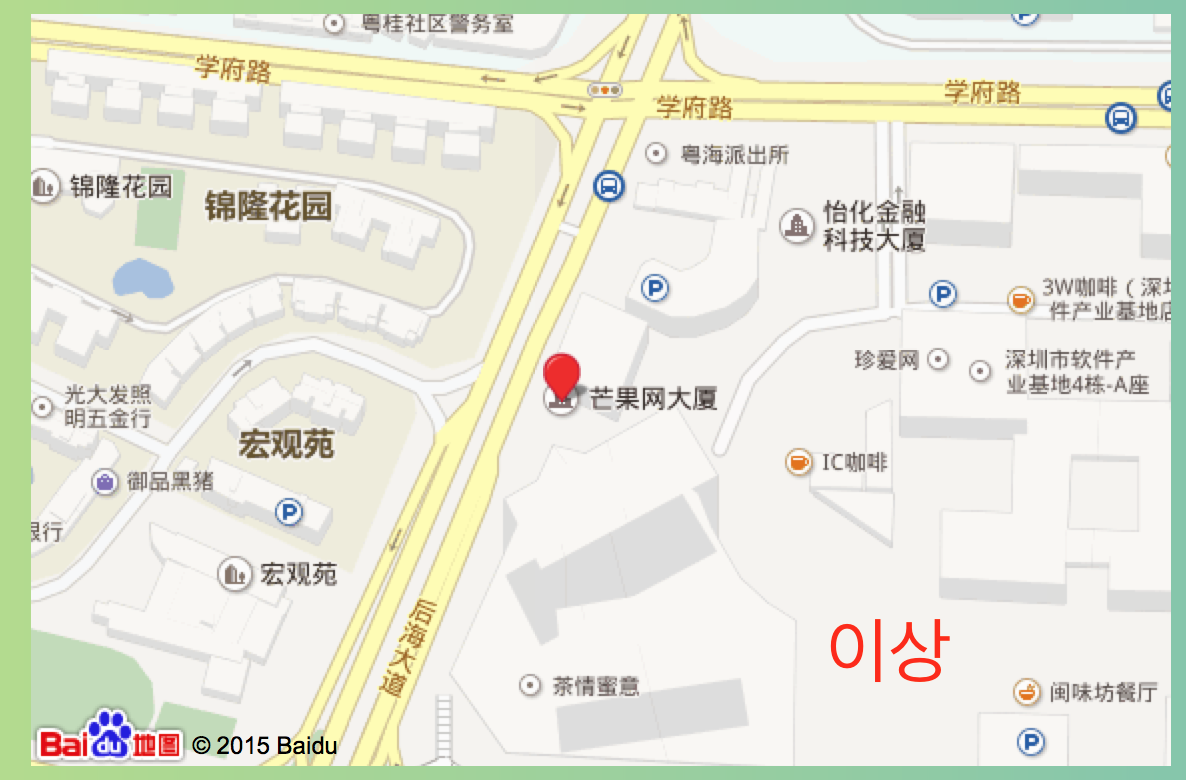 粤桂社区警务室
学府路
学府路
学府路
粤海派出所
锦隆花园
锦隆花园
怡化金融
科技大厦
3W咖啡（深圳
件产业基地店
珍爱网
深圳市软件产
业基地4栋-A座
光大发照
明五金行
芒果网大厦
宏观苑
IC咖啡
御品黑猪
银行
宏观苑
后海大道
이상
茶情蜜意
闽味坊餐厅
Bai du 地图 © 2015 Baidu
P
P
P
P
P